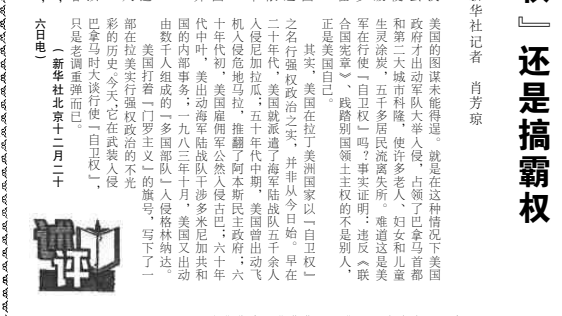 』还是搞霸权
华社记者 肖芳琼
美国的图谋未能得逞。就是在这种情况下美国
政府才出动军队大举入侵，占领了巴拿马首都
和第二大城市科隆，使许多老人、妇女和儿童
生灵涂炭，五千多居民流离失所。难道这是美
军在行使『自卫权』吗？事实证明：违反《联
合国宪章》、践踏别国领土主权的不是别人，
正是美国自己。
其实，美国在拉丁美洲国家以『自卫权』
之名行强权政治之实，并非从今日始。早在
二十年代，美国就派遣了海军陆战队五千余人
入侵尼加拉瓜；五十年代中期，美国曾出动飞
机入侵危地马拉，推翻了阿本斯民主政府；六
十年代初，美国雇佣军公然入侵古巴；六十年
代中叶，美出动海军陆战队干涉多米尼加共和
国的内部事务；一九八三年十月，美国又出动
由数千人组成的『多国部队』入侵格林纳达。
美国打着『门罗主义』的旗号，写下了一
部在拉美实行强权政治的不光
彩的历史。今天，它在武装入侵
巴拿马时大谈行使『自卫权』，
只是老调重弹而已。
（新华社北京十二月二十
六日电）
评